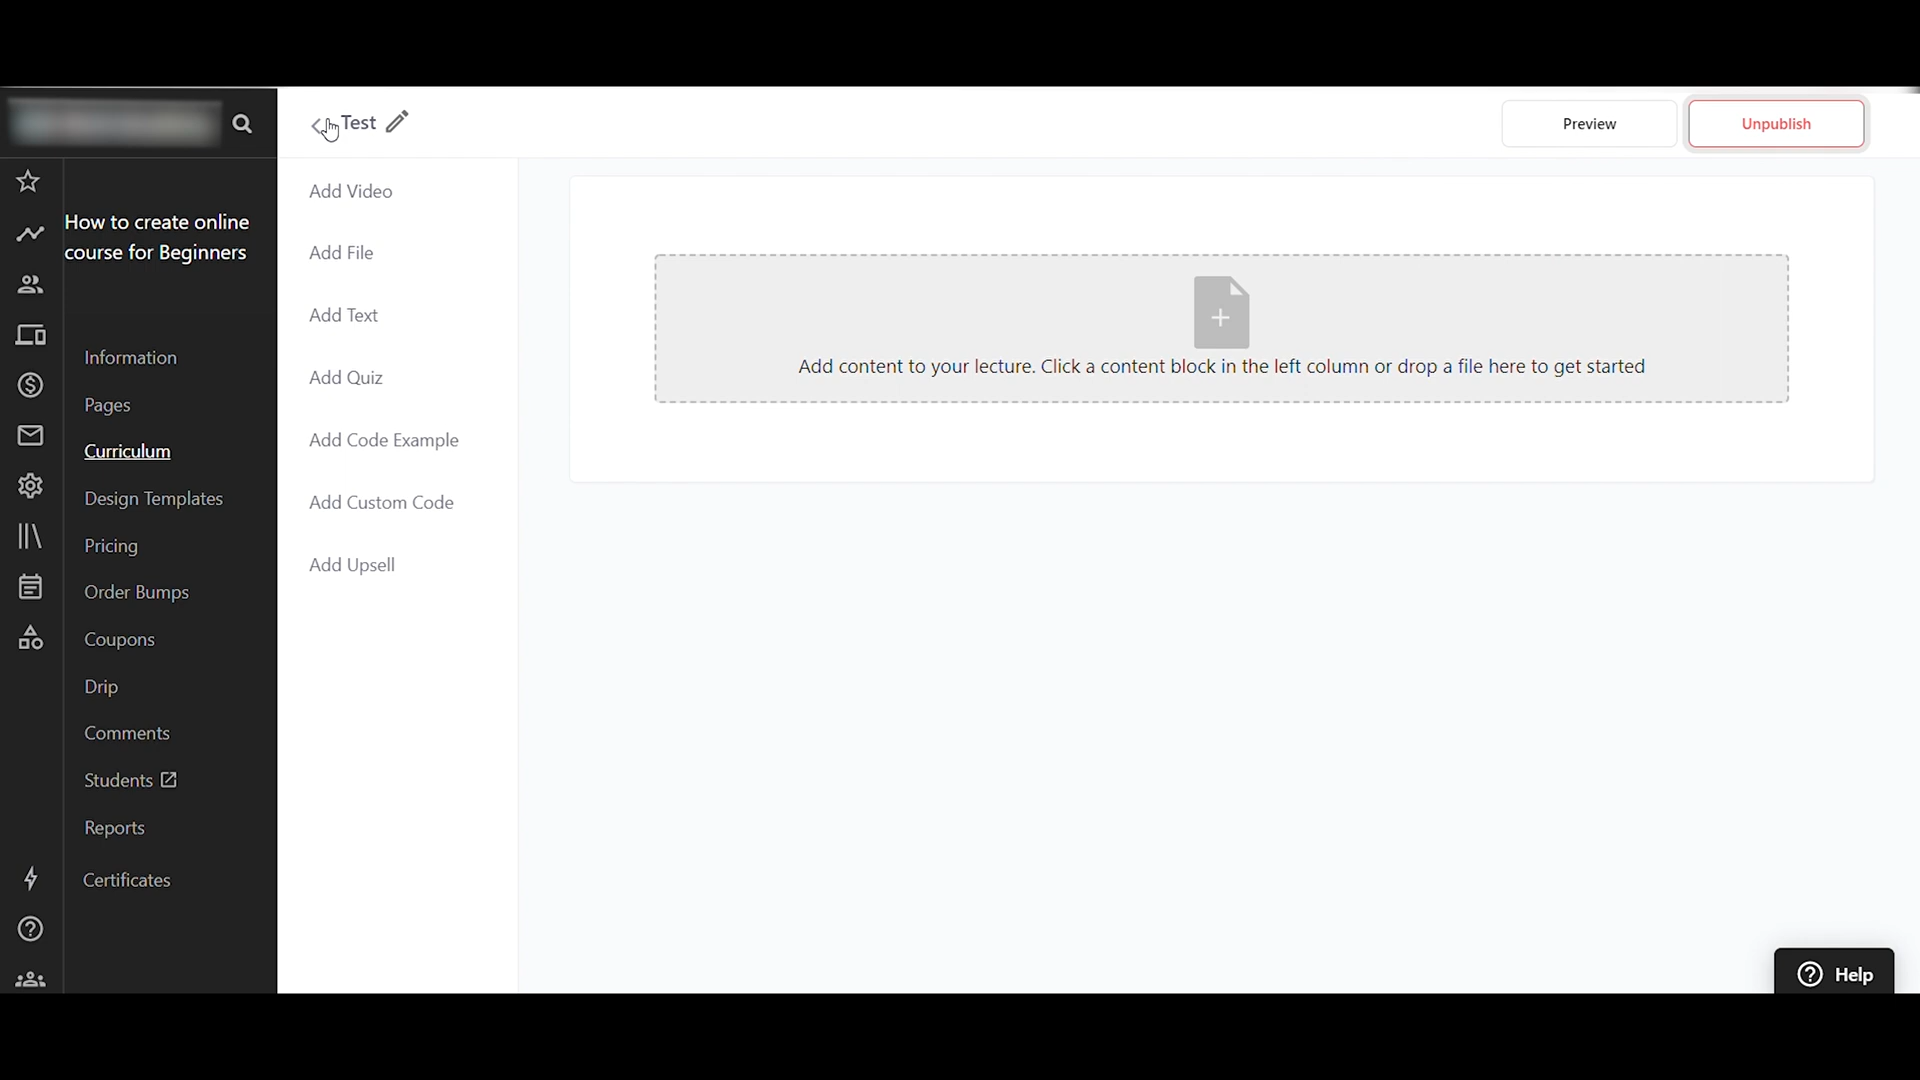 Test
Preview
Unpublish
How to create online
course for Beginners
Information
Pages
Curriculum
Design Templates
Pricing
Order Bumps
Coupons
Drip
Comments
Students
Reports
Certificates
Add Video
Add File
Add Text
Add Quiz
Add Code Example
Add Custom Code
Add Upsell
Add content to your lecture. Click a content block in the left column or drop a file here to get started
Help